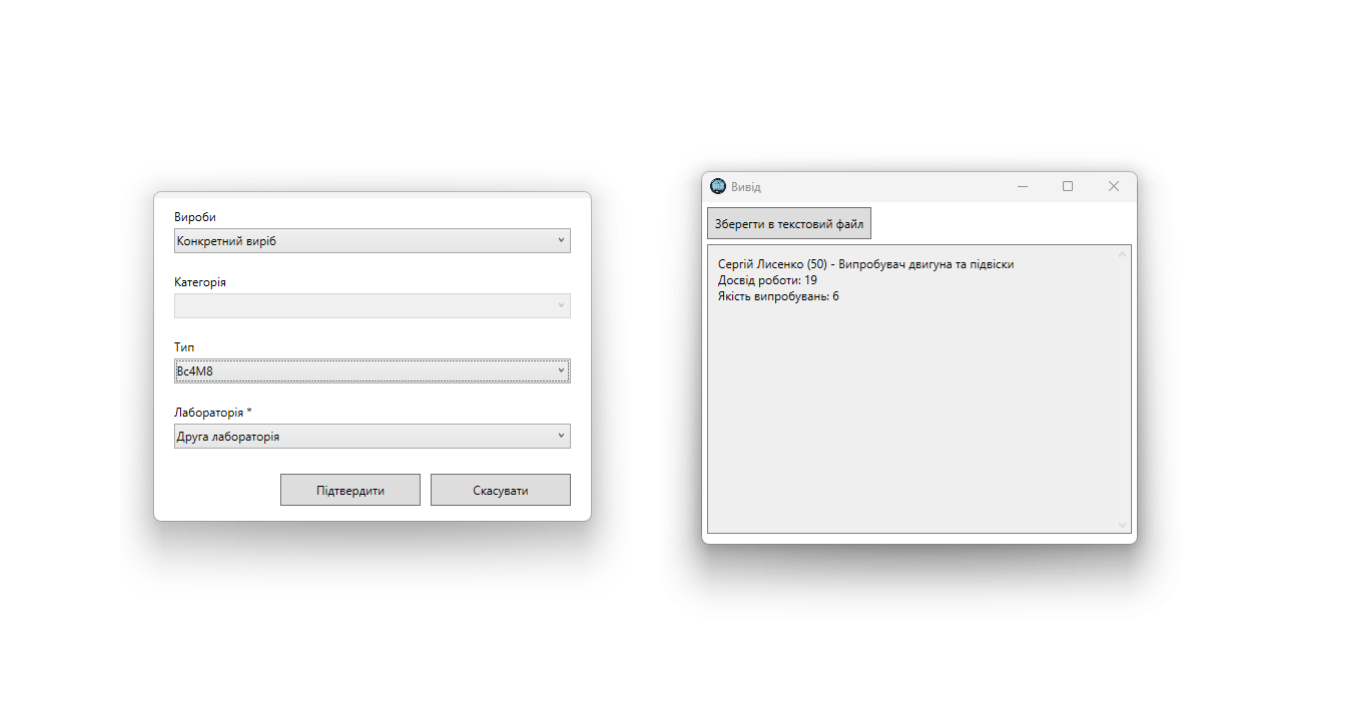 Вироби
Конкретний виріб
Категорія
Тип
Вс4М8
Лабораторія *
Друга лабораторія
Підтвердити
Скасувати
Вивід
Зберегти в текстовий файл
Сергій Лисенко (50) - Випробувач двигуна та підвіски
Досвід роботи: 19
Якість випробувань: 6